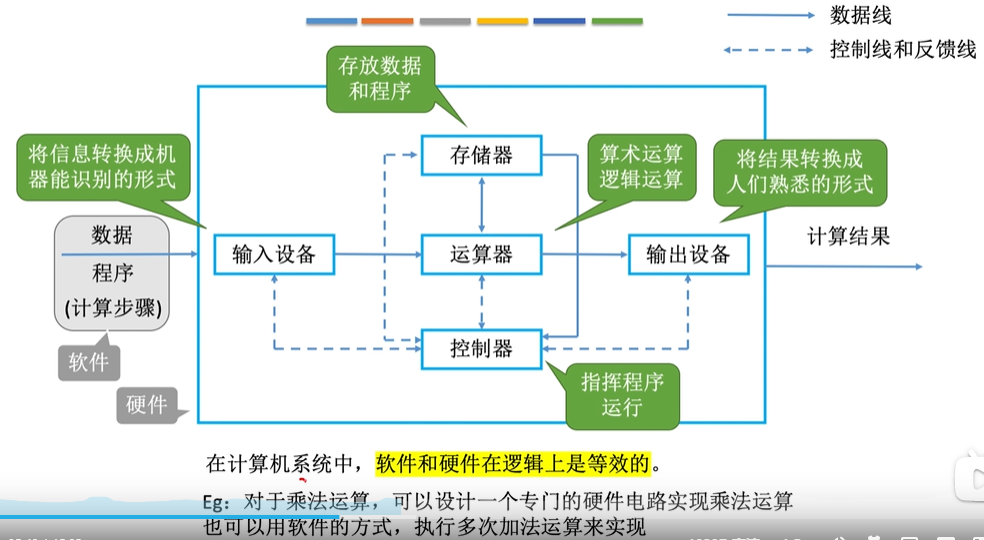 数据线
控制线和反馈线
存放数据
和程序
将信息转换成机
器能识别的形式
存储器
算术运算
逻辑运算
将结果转换成
人们熟悉的形式
数据
程序
(计算步骤)
输入设备
运算器
输出设备
计算结果
控制器
软件
硬件
指挥程序
运行
在计算机系统中，软件和硬件在逻辑上是等效的。
Eg：对于乘法运算，可以设计一个专门的硬件电路实现乘法运算
也可以用软件的方式，执行多次加法运算来实现